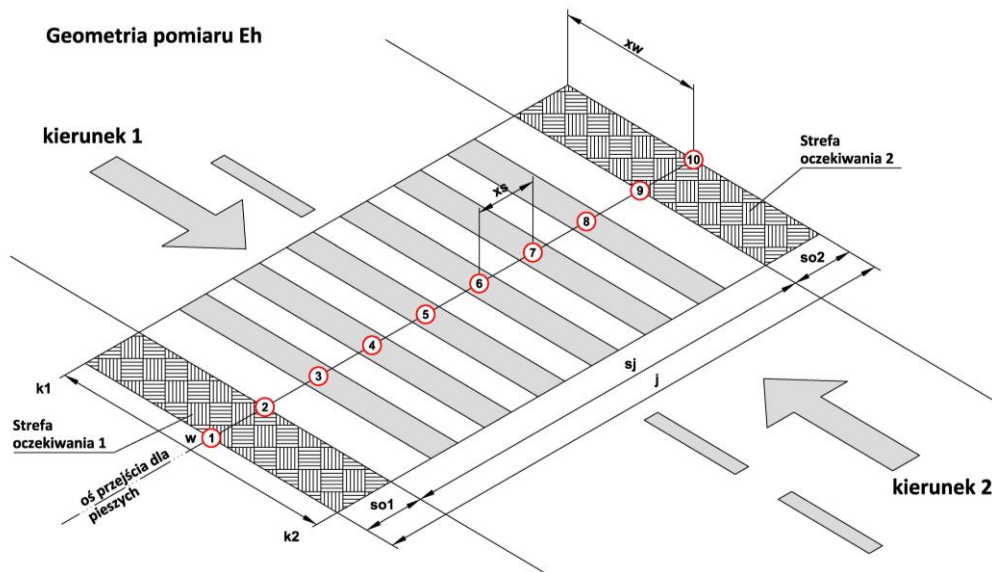 Geometria pomiaru Eh
xw
kierunek 1
Strefa
oczekiwania 2
10
9
xs
8
7
6
5
4
3
2
1
so2
sj
j
k1
Strefa
oczekiwania 1
w
oś przejścia dla
pieszych
so1
k2
kierunek 2